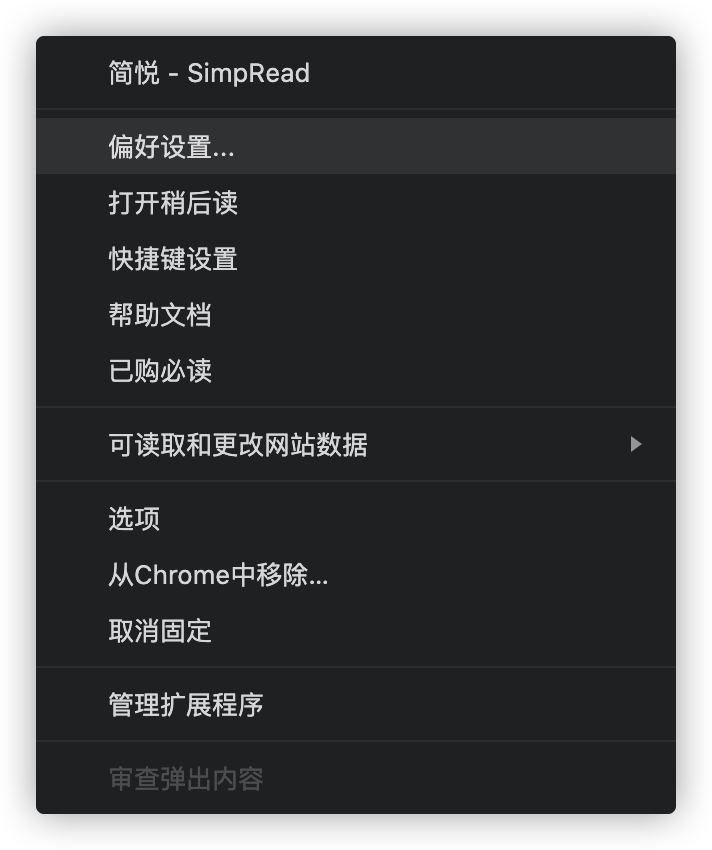 简悦 - SimpRead
偏好设置...
打开稍后读
快捷键设置
帮助文档
已购必读
可读取和更改网站数据
选项
从Chrome中移除...
取消固定
管理扩展程序
审查弹出内容